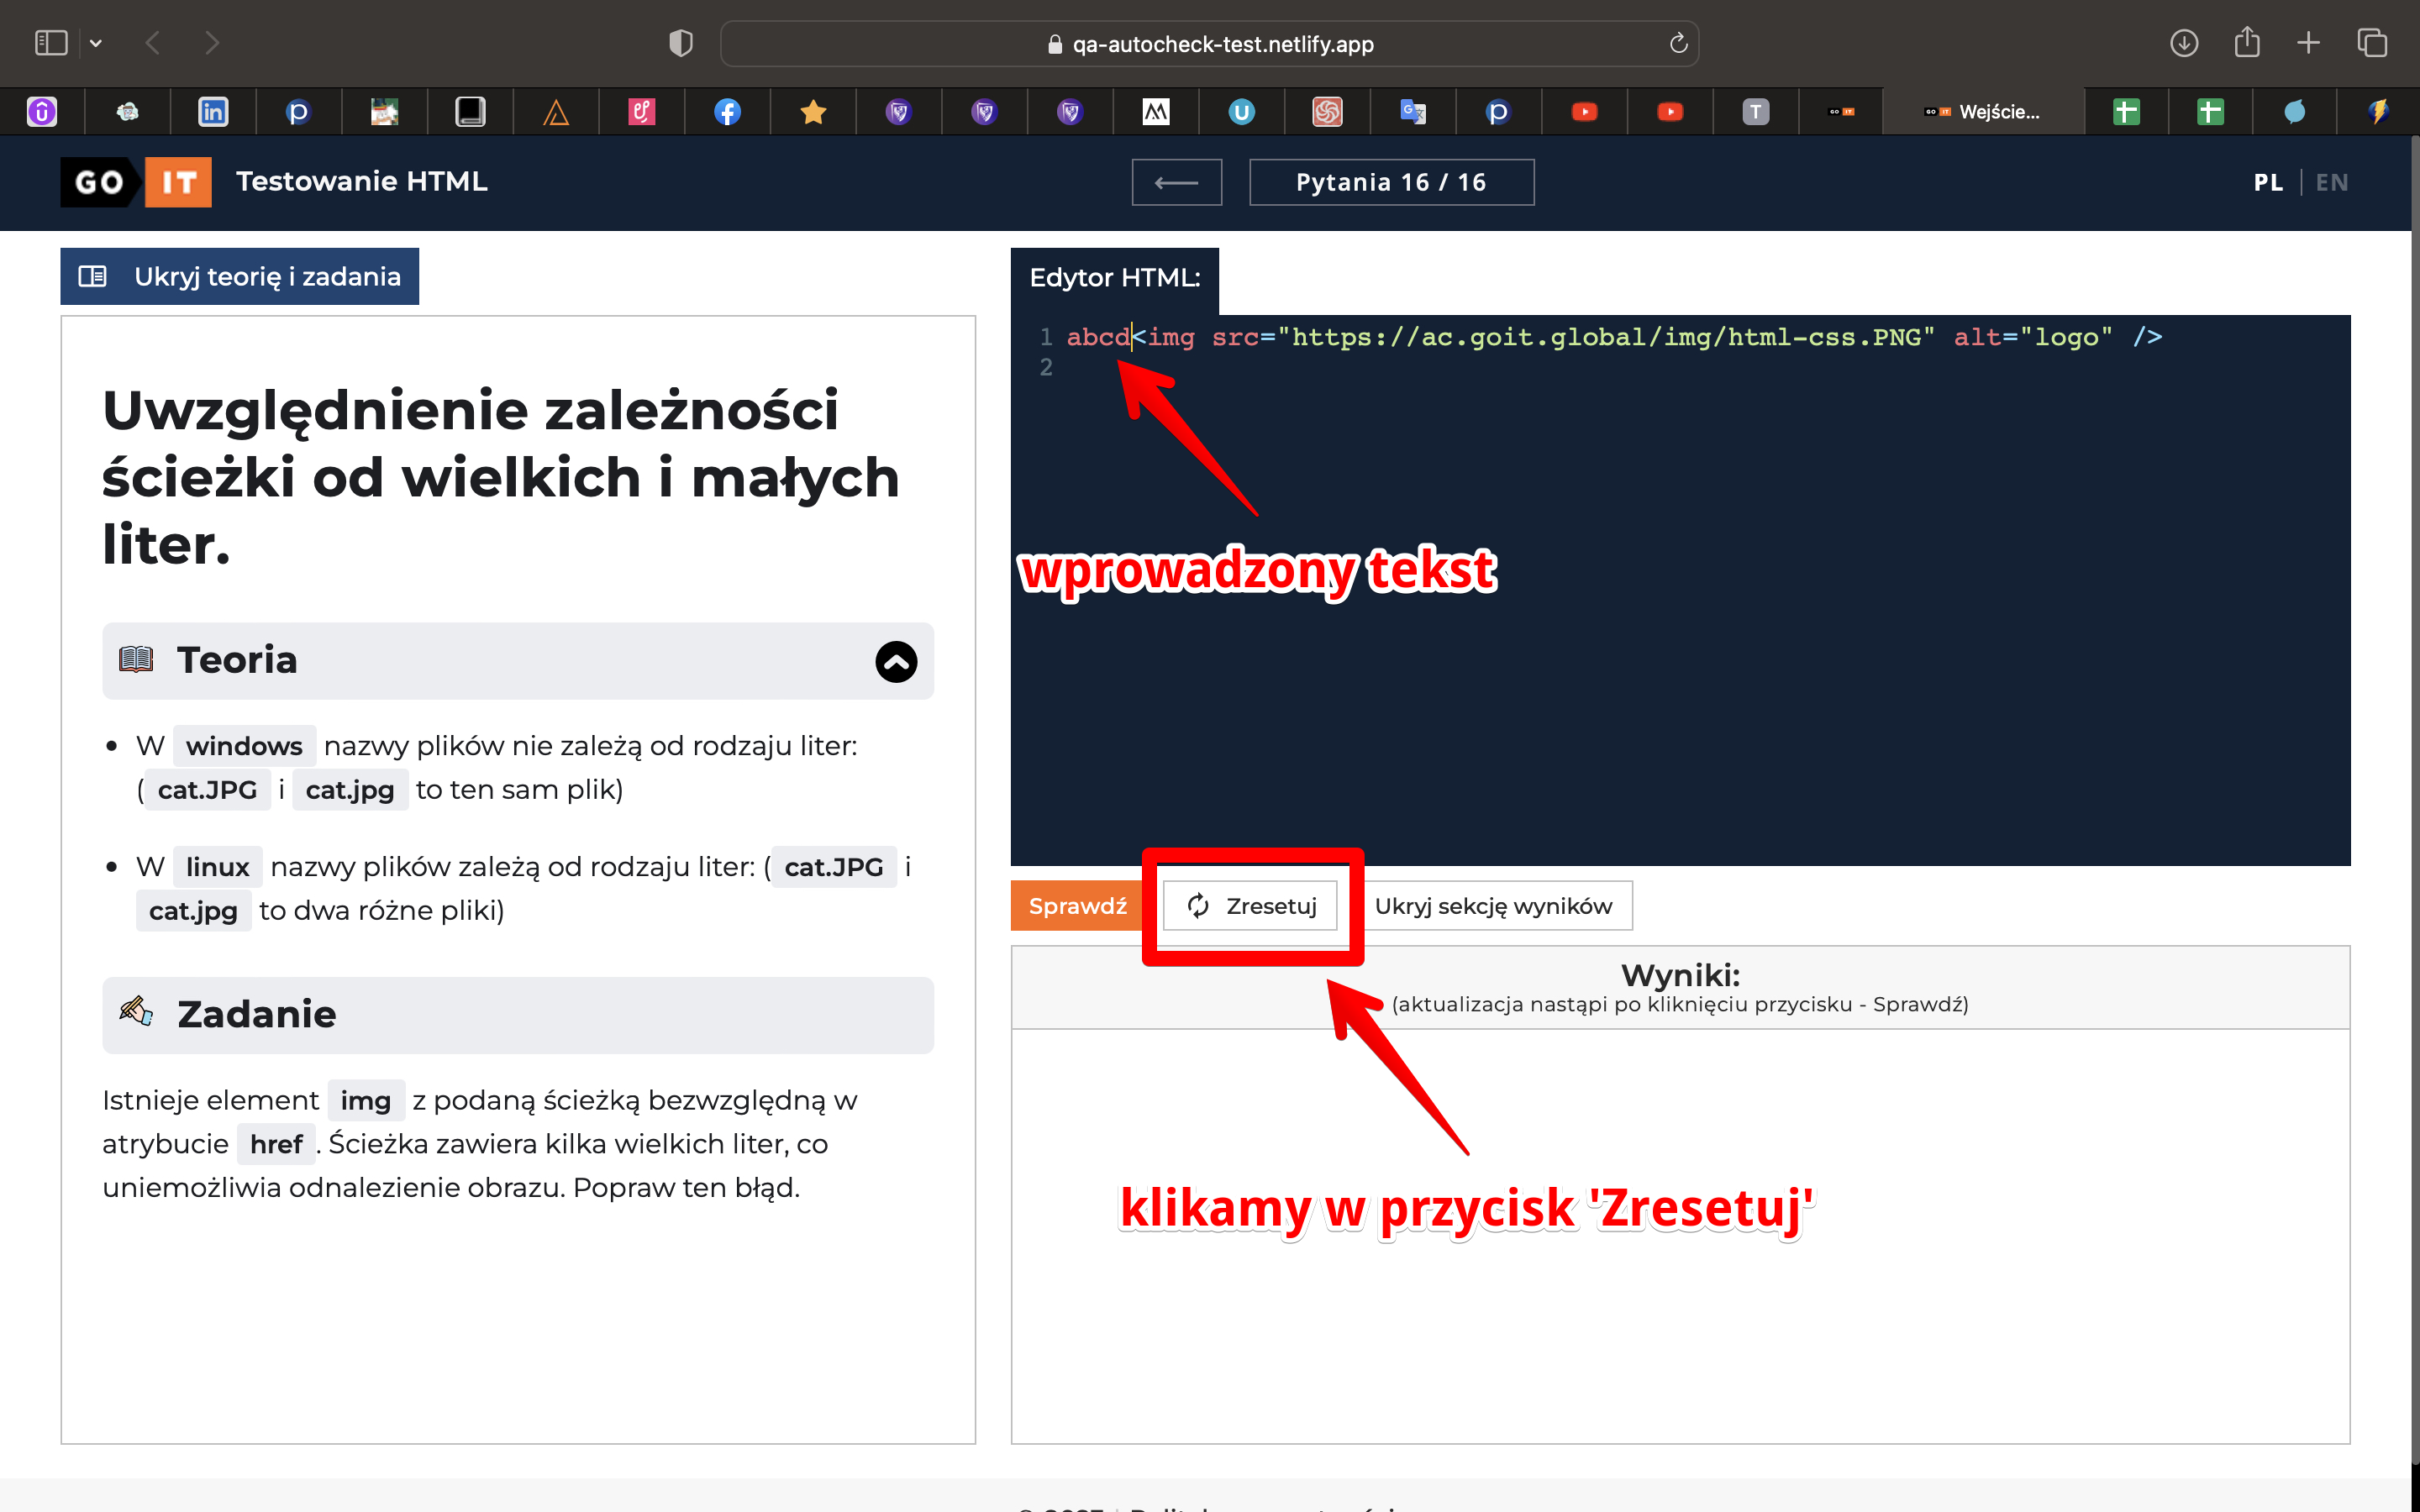 qa-autocheck-test.netlify.app
Wejście...
GO IT Testowanie HTML
Pytania 16 / 16
PL | EN
Ukryj teorię i zadania
Uwzględnienie zależności
ścieżki od wielkich i małych
liter.
Teoria
• W windows nazwy plików nie zależą od rodzaju liter:
(cat.JPG i cat.jpg to ten sam plik)
• W linux nazwy plików zależą od rodzaju liter: (cat.JPG i
cat.jpg to dwa różne pliki)
Zadanie
Istnieje element img z podaną ścieżką bezwzględną w
atrybucie href. Ścieżka zawiera kilka wielkich liter, co
uniemożliwia odnalezienie obrazu. Popraw ten błąd.
Edytor HTML:
1 abcd<img src="https://ac.goit.global/img/html-css.PNG" alt="logo" />
2
wprowadzony tekst
Sprawdź
Zresetuj
Ukryj sekcję wyników
Wyniki:
(aktualizacja nastąpi po kliknięciu przycisku - Sprawdź)
klikamy w przycisk 'Zresetuj'